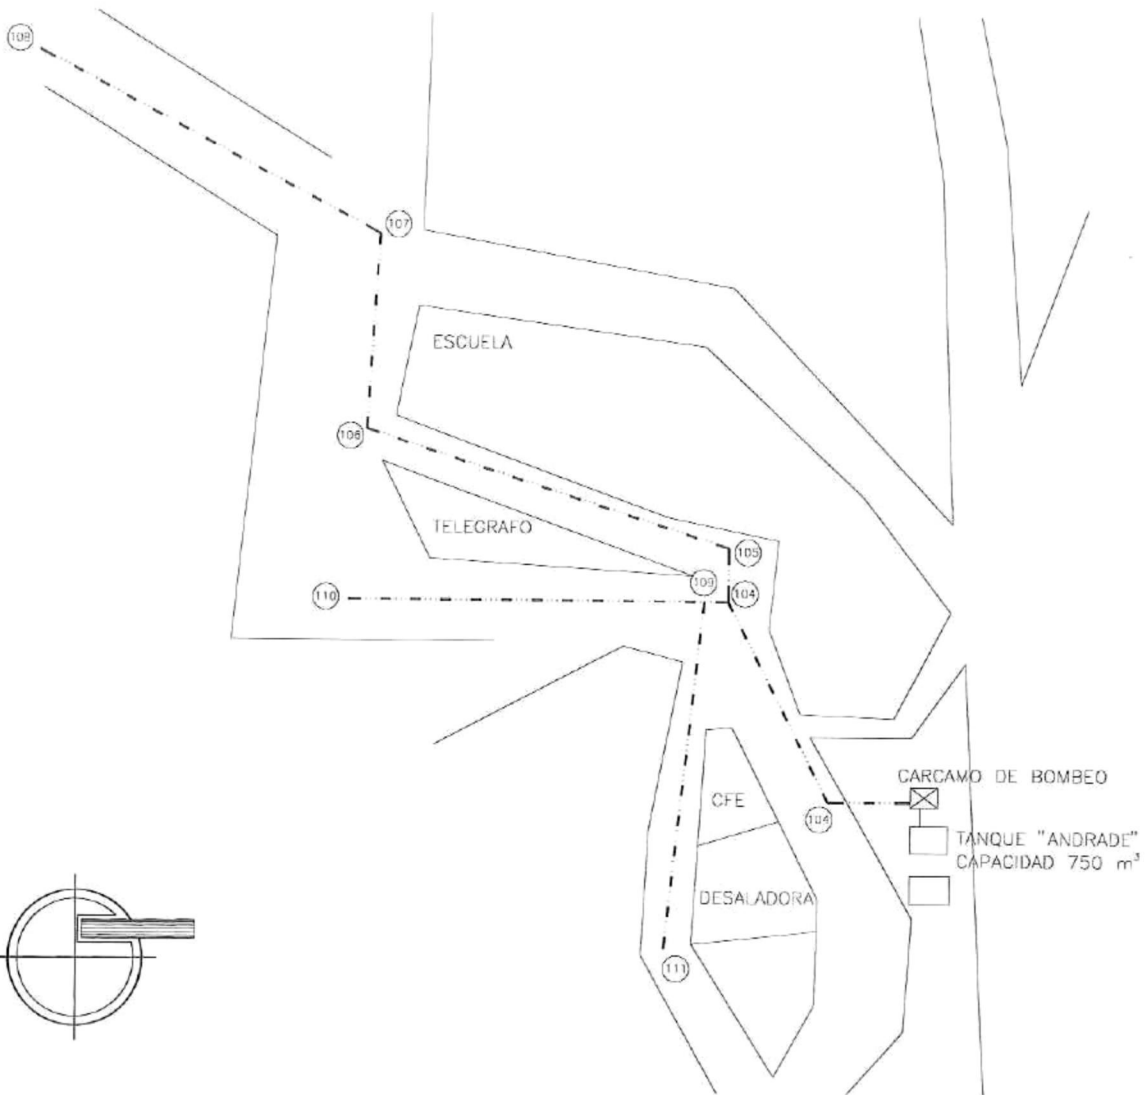 108
107
ESCUELA
106
TELEGRAFO
105
109
104
110
CARCAMO DE BOMBEO
CFE
104
TANQUE "ANDRADE"
CAPACIDAD 750 m³
DESALADORA
111